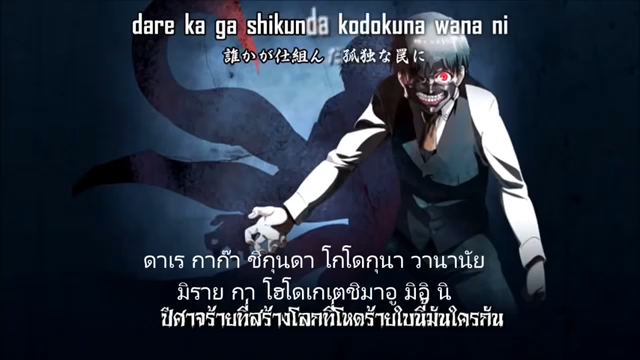 dare ka ga shikunda kodokuna wana ni
誰かが仕組んだ孤独な罠に
ดาเร กาก๊า ชิกุนดา โกโดกุนา วานานัย
มิราย กา โฮโดเกเตชิมาอู มิอิ นิ
ปีศาจร้ายที่สร้างโลกที่โหดร้ายใบนี้มันใครกัน